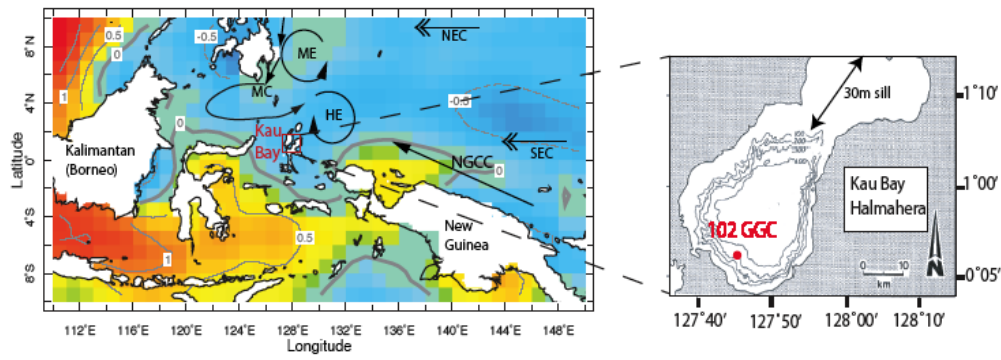 8°N
4°N
0°
4°S
8°S
Latitude
112°E
116°E
120°E
124°E
128°E
132°E
136°E
140°E
144°E
148°E
Longitude
0.5
0
1
-0.5
ME
NEC
MC
HE
-0.5
0
Kau
Bay
SEC
NGCC
0
Kalimantan
(Borneo)
0.5
New
Guinea
1
30m sill
1°10'
1°00'
0°05'
Kau Bay
Halmahera
102 GGC
0 10
km
N
127°40'
127°50'
128°00'
128°10'